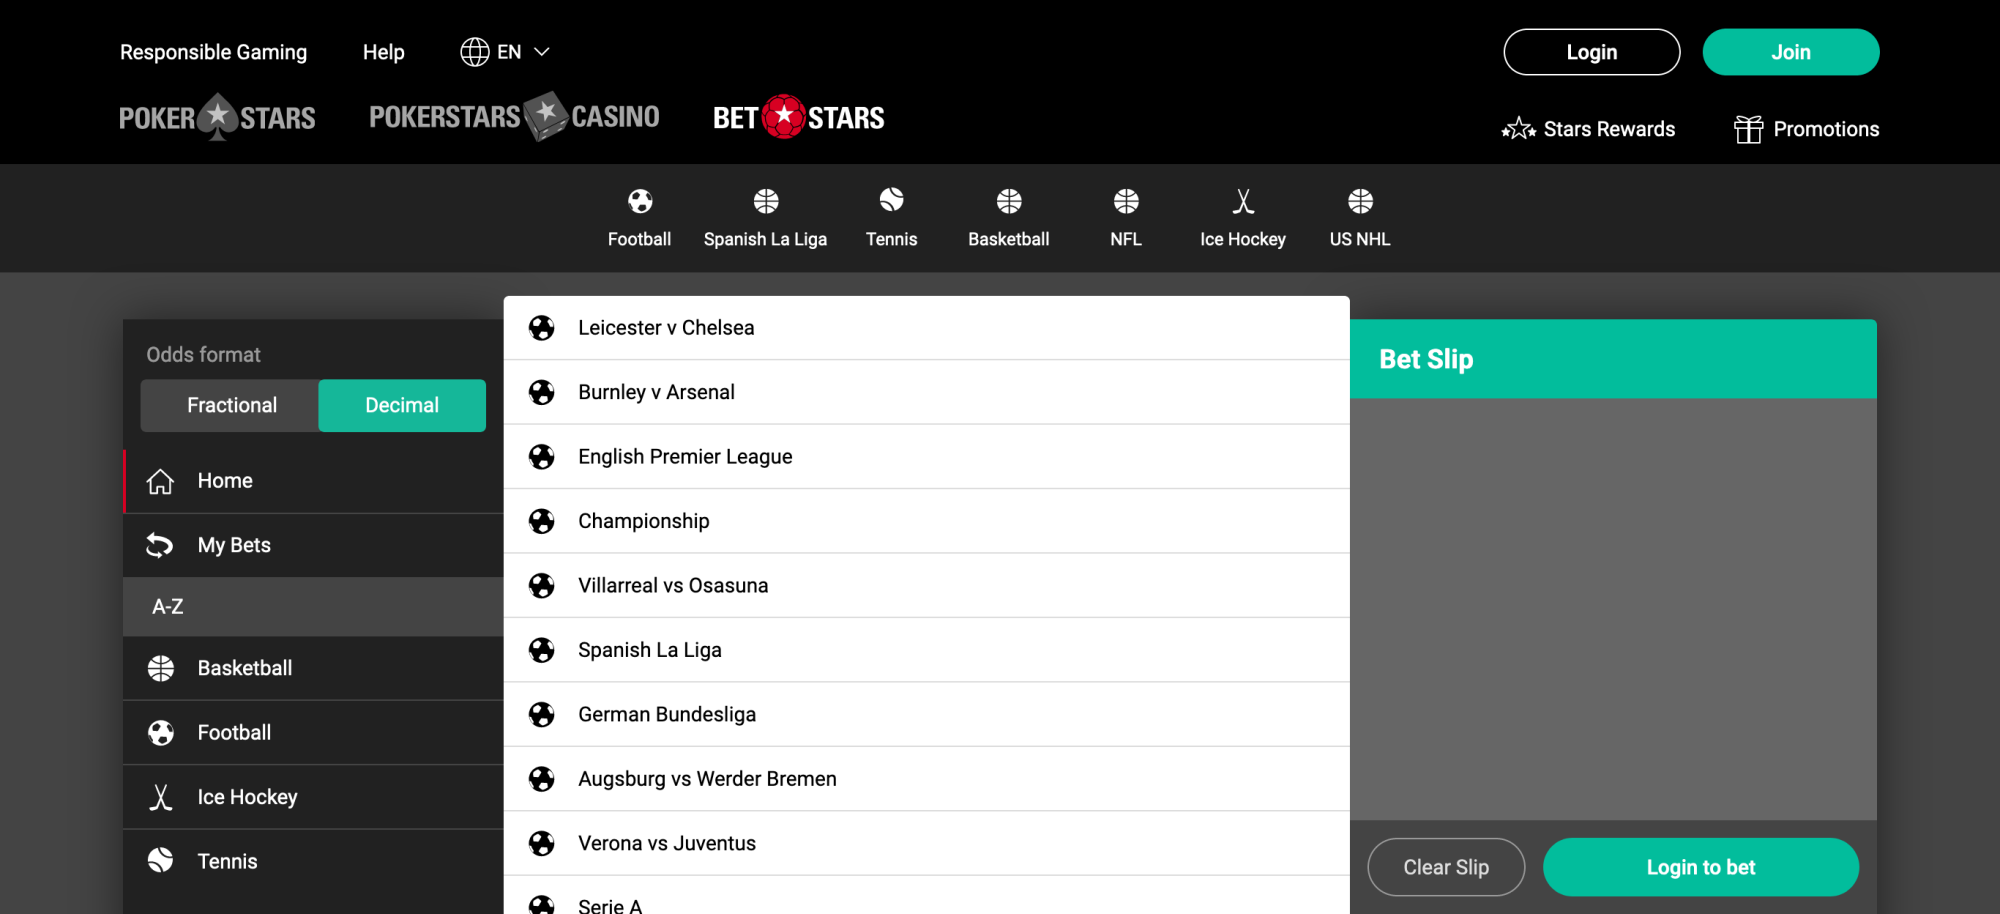 Responsible Gaming
Help
EN
Login
Join
POKER STARS
POKERSTARS CASINO
BET STARS
Stars Rewards
Promotions
Football
Spanish La Liga
Tennis
Basketball
NFL
Ice Hockey
US NHL
Odds format
Fractional
Decimal
Home
My Bets
A-Z
Basketball
Football
Ice Hockey
Tennis
Leicester v Chelsea
Burnley v Arsenal
English Premier League
Championship
Villarreal vs Osasuna
Spanish La Liga
German Bundesliga
Augsburg vs Werder Bremen
Verona vs Juventus
Serie A
Bet Slip
Clear Slip
Login to bet